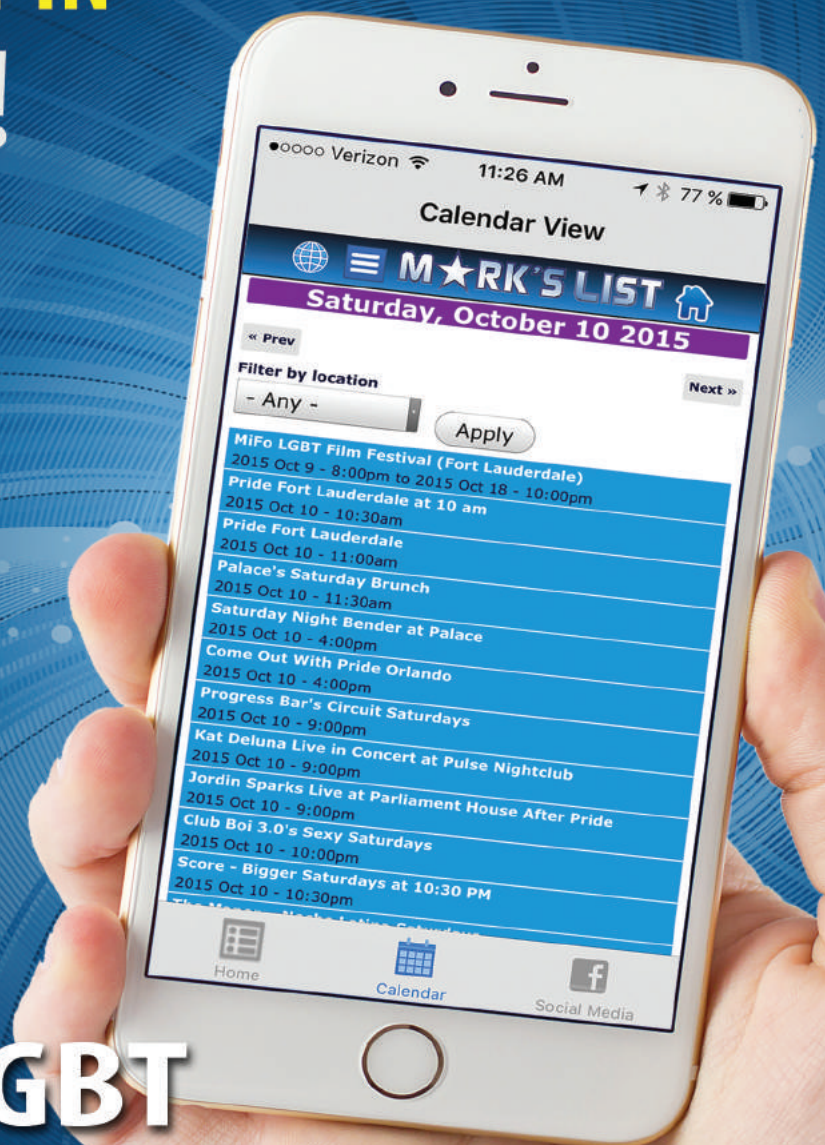 IN
!
Verizon
11:26 AM
77 %
Calendar View
M★RK'S LIST
Saturday, October 10 2015
« Prev
Next »
Filter by location
- Any -
Apply
MiFo LGBT Film Festival (Fort Lauderdale)
2015 Oct 9 - 8:00pm to 2015 Oct 18 - 10:00pm
Pride Fort Lauderdale at 10 am
2015 Oct 10 - 10:30am
Pride Fort Lauderdale
2015 Oct 10 - 11:00am
Palace's Saturday Brunch
2015 Oct 10 - 11:30am
Saturday Night Bender at Palace
2015 Oct 10 - 4:00pm
Come Out With Pride Orlando
2015 Oct 10 - 4:00pm
Progress Bar's Circuit Saturdays
2015 Oct 10 - 9:00pm
Kat Deluna Live in Concert at Pulse Nightclub
2015 Oct 10 - 9:00pm
Jordin Sparks Live at Parliament House After Pride
2015 Oct 10 - 9:00pm
Club Boi 3.0's Sexy Saturdays
2015 Oct 10 - 10:00pm
Score - Bigger Saturdays at 10:30 PM
2015 Oct 10 - 10:30pm
Home
Calendar
Social Media
GBT